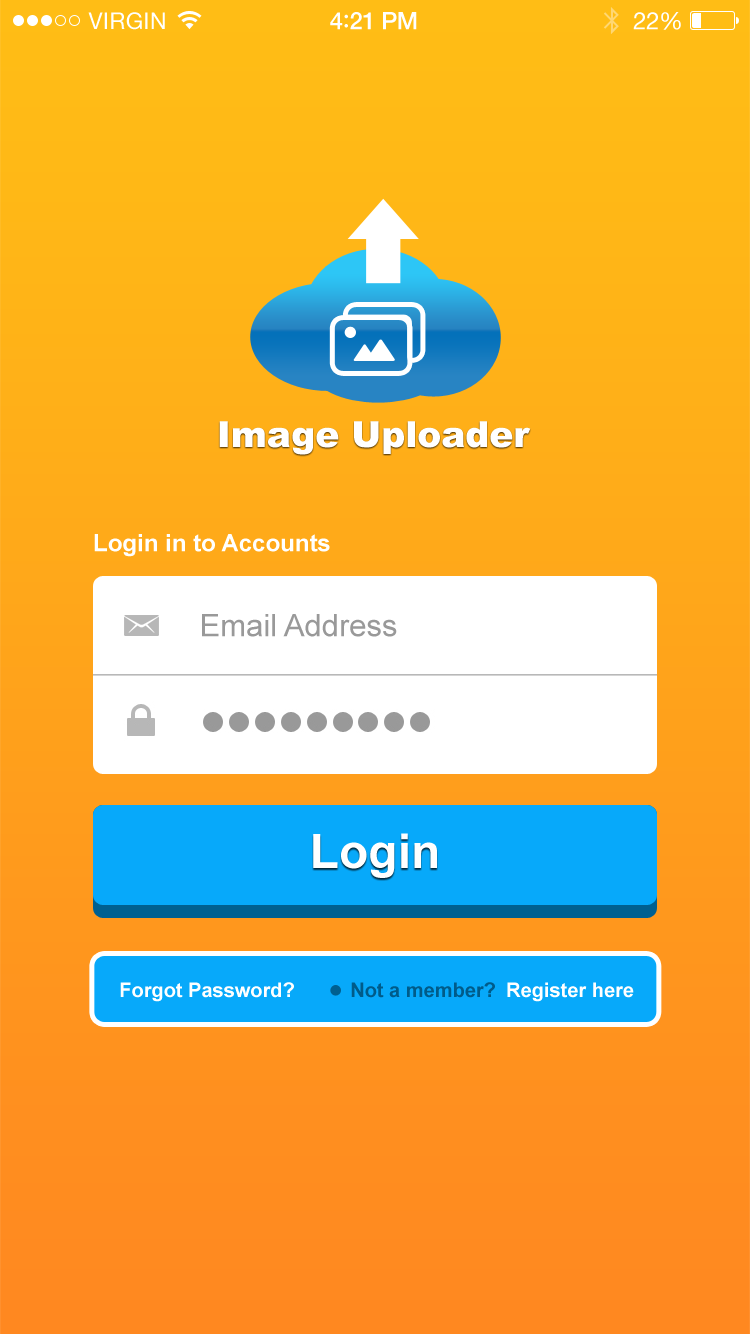 VIRGIN 4:21 PM 22%
Image Uploader
Login in to Accounts
Email Address
Login
Forgot Password? • Not a member? Register here